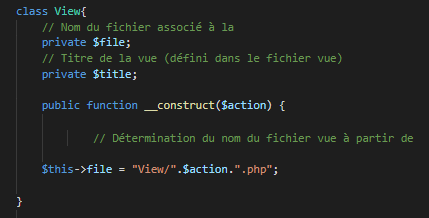 class View{
// Nom du fichier associé à la
private $file;
// Titre de la vue (défini dans le fichier vue)
private $title;
public function __construct($action) {
// Détermination du nom du fichier vue à partir de
$this->file = "View/".$action.".php";
}